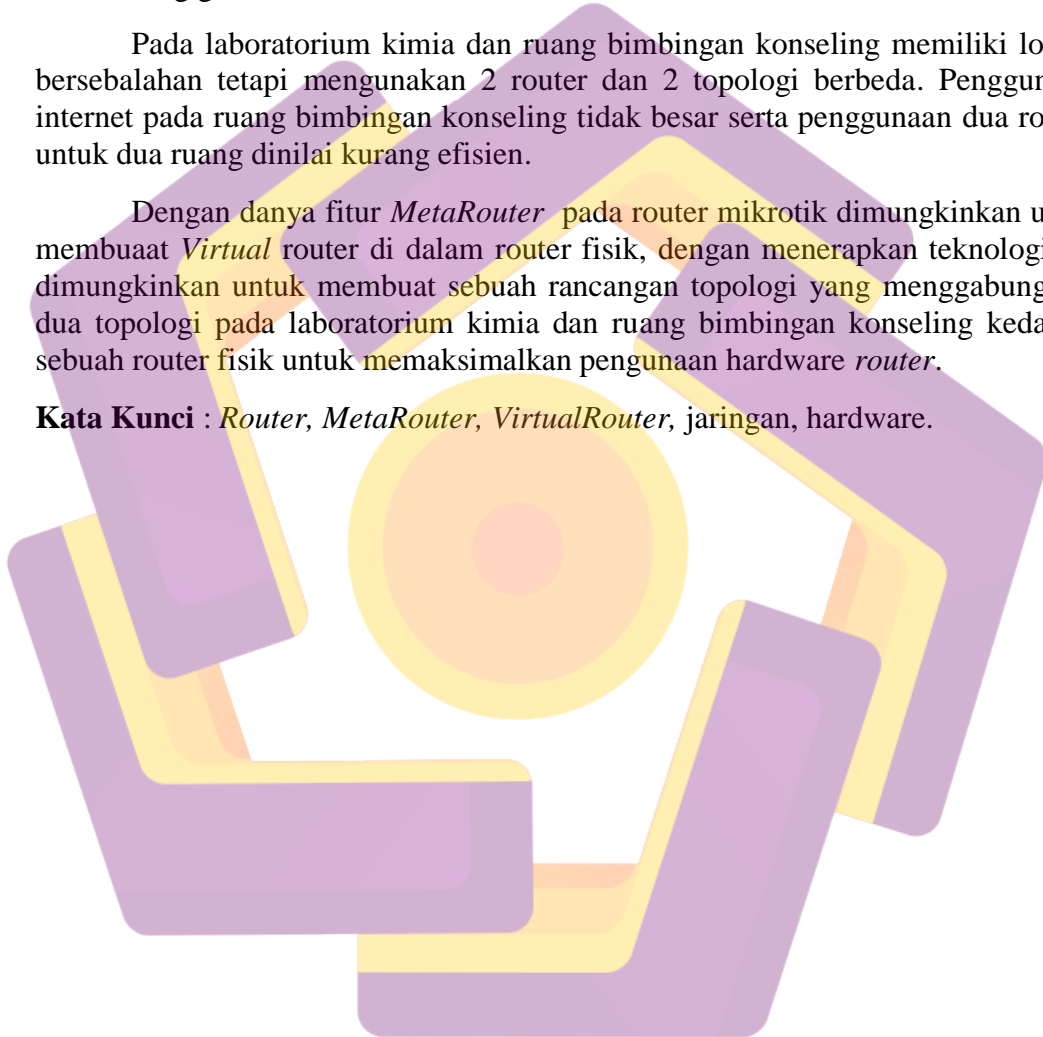 Pada laboratorium kimia dan ruang bimbingan konseling memiliki lo
bersebalahan tetapi mengunakan 2 router dan 2 topologi berbeda. Penggun
internet pada ruang bimbingan konseling tidak besar serta penggunaan dua ro
untuk dua ruang dinilai kurang efisien.
Dengan danya fitur MetaRouter pada router mikrotik dimungkinkan u
membuaat Virtual router di dalam router fisik, dengan menerapkan teknologi
dimungkinkan untuk membuat sebuah rancangan topologi yang menggabung
dua topologi pada laboratorium kimia dan ruang bimbingan konseling keda
sebuah router fisik untuk memaksimalkan pengunaan hardware router.
Kata Kunci : Router, MetaRouter, VirtualRouter, jaringan, hardware.